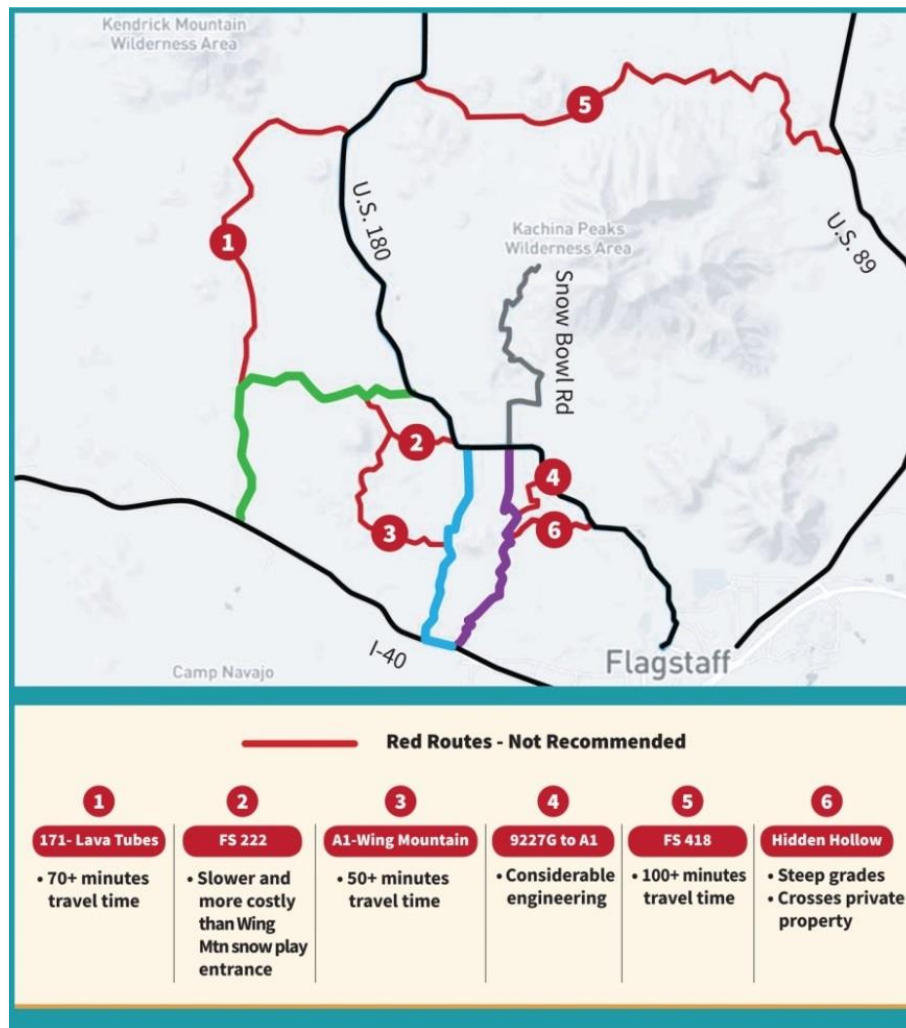 Kendrick Mountain
Wilderness Area
5
U.S. 180
1
Kachina Peaks
Wilderness Area
U.S. 89
Snow Bowl Rd
2
4
3
6
I-40
Flagstaff
Camp Navajo
Red Routes - Not Recommended
1
171- Lava Tubes
• 70+ minutes
travel time
2
FS 222
• Slower and
more costly
than Wing
Mtn snow play
entrance
3
A1-Wing Mountain
• 50+ minutes
travel time
4
9227G to A1
• Considerable
engineering
5
FS 418
• 100+ minutes
travel time
6
Hidden Hollow
• Steep grades
• Crosses private
property